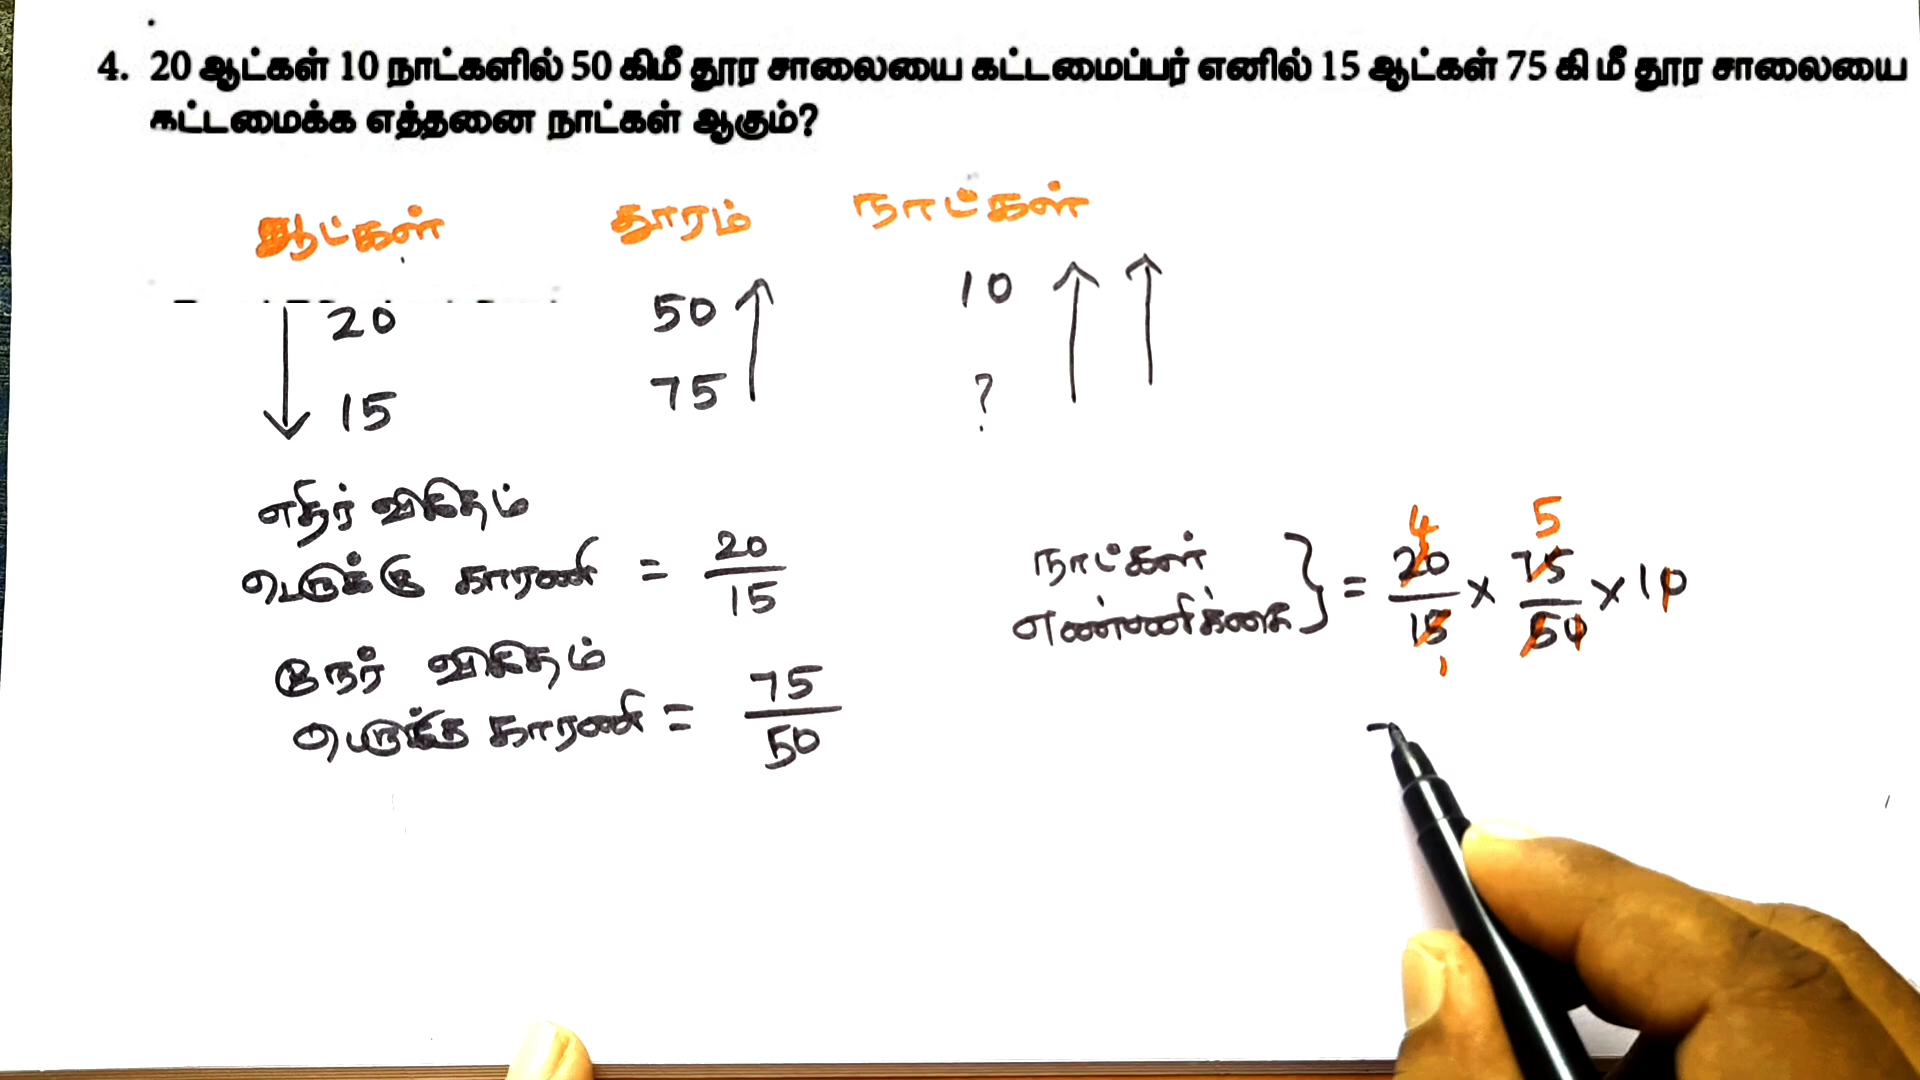 4. 20 ஆட்கள் 10 நாட்களில் 50 கிமீ தூர சாலையை கட்டமைப்பர் எனில் 15 ஆட்கள் 75 கி மீ தூர சாலையை
கட்டமைக்க எத்தனை நாட்கள் ஆகும்?
ஆட்கள் தூரம் நாட்கள்
20 50 10
15 75 ?
எதிர் விகிதம்
பெருக்கு காரணி = 20/15
நேர் விகிதம்
பெருக்கு காரணி = 75/50
நாட்கள்
எண்ணிக்கை } = 20/15 × 75/50 × 10
4 5
1